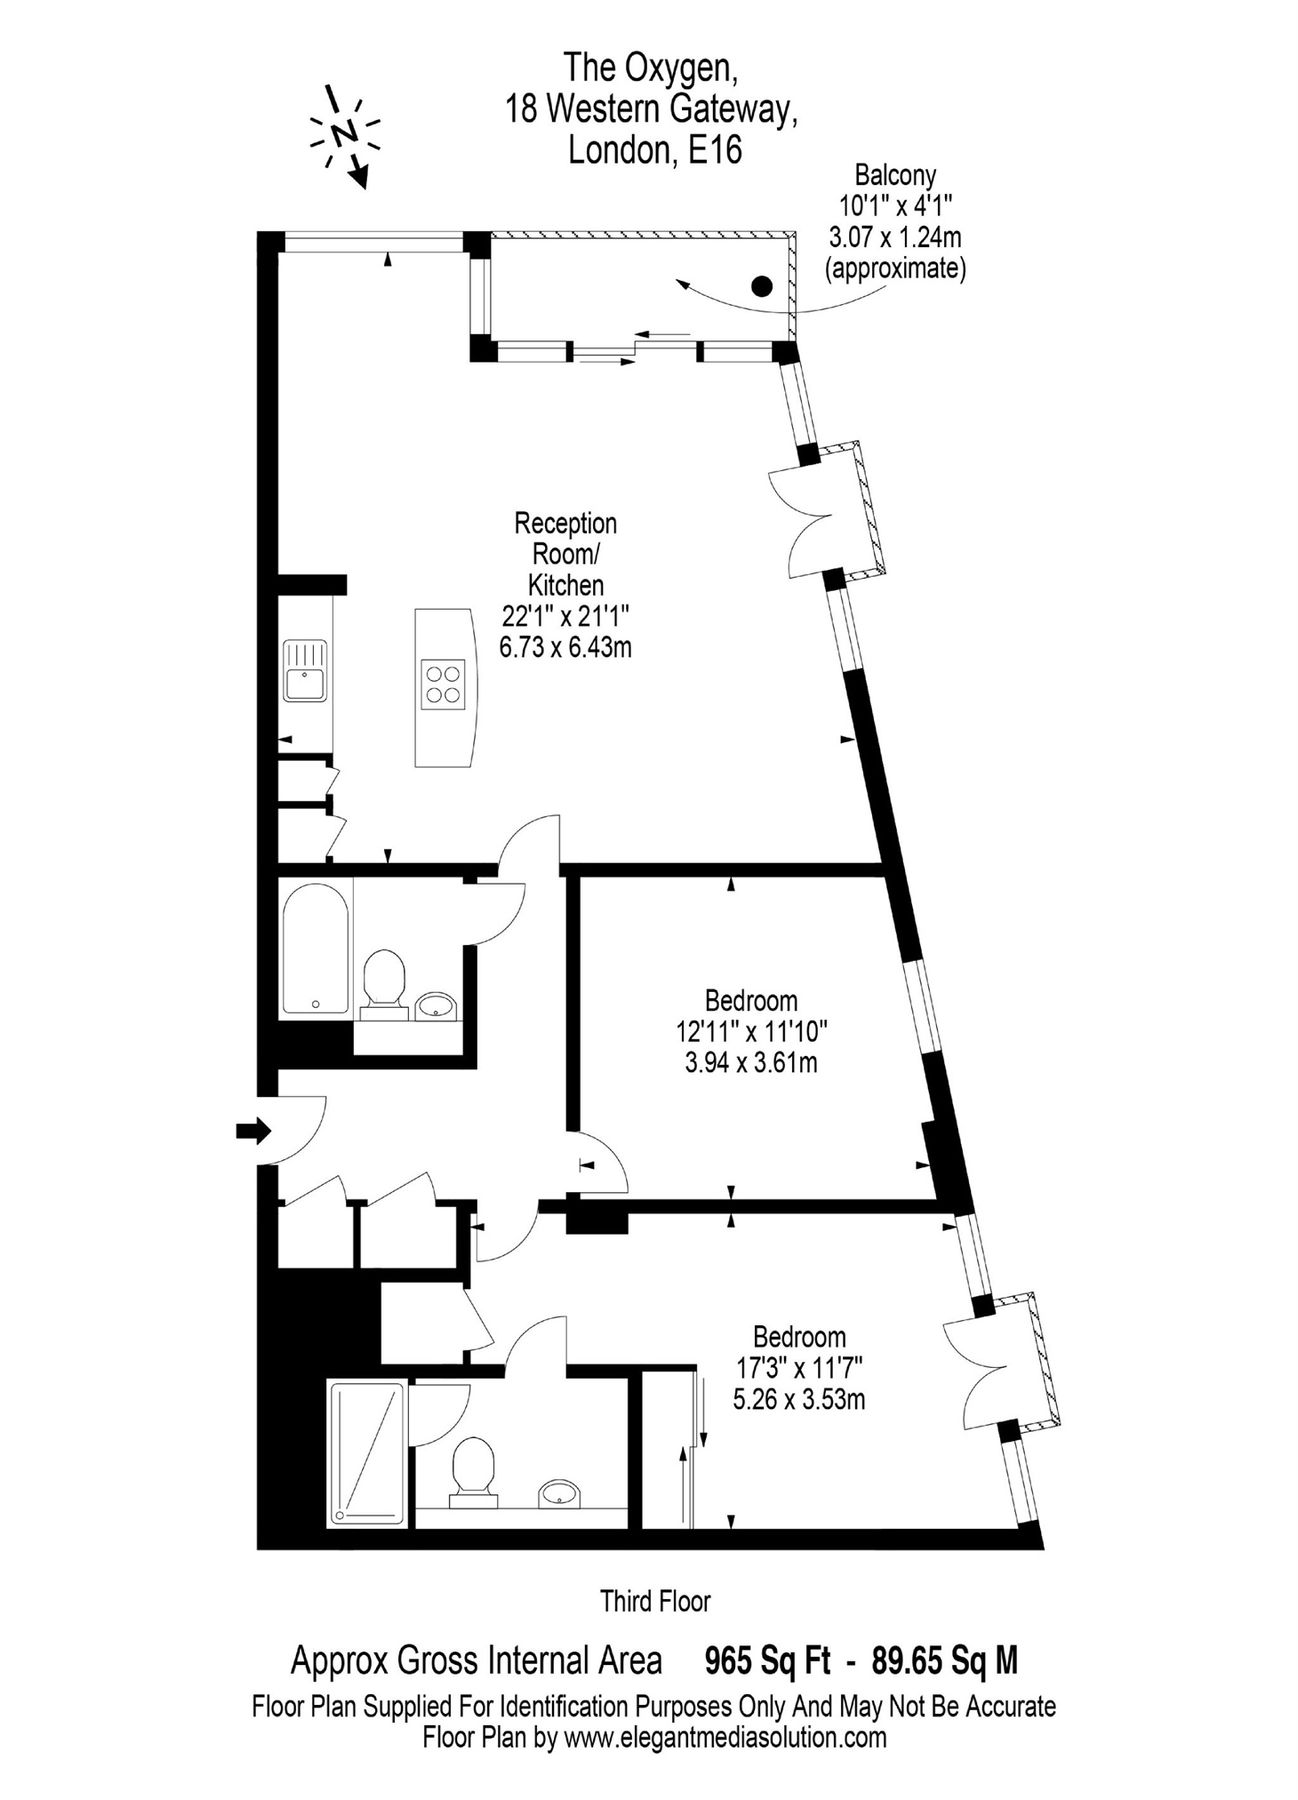 The Oxygen,
18 Western Gateway,
London, E16
N
Balcony
10'1" x 4'1"
3.07 x 1.24m
(approximate)
Reception
Room/
Kitchen
22'1" x 21'1"
6.73 x 6.43m
Bedroom
12'11" x 11'10"
3.94 x 3.61m
Bedroom
17'3" x 11'7"
5.26 x 3.53m
Third Floor
Approx Gross Internal Area 965 Sq Ft - 89.65 Sq M
Floor Plan Supplied For Identification Purposes Only And May Not Be Accurate
Floor Plan by www.elegantmediasolution.com